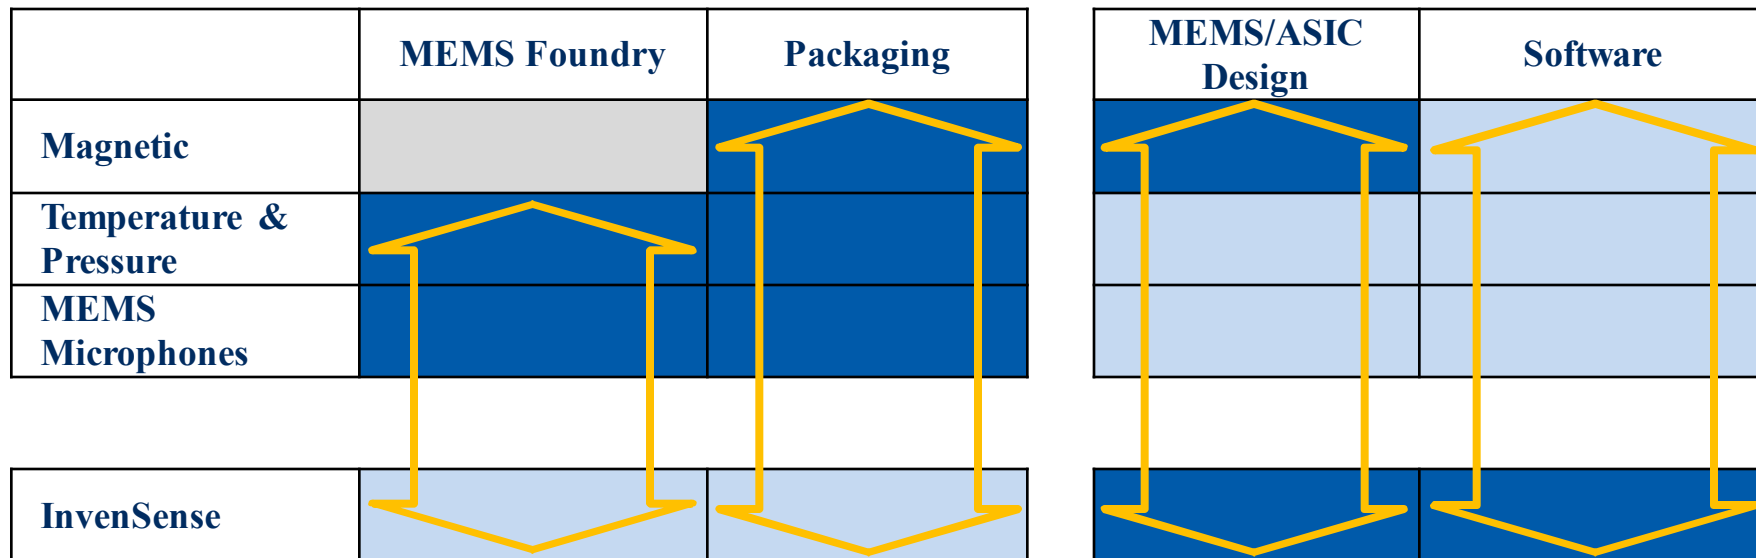 MEMS Foundry
Packaging
MEMS/ASIC
Design
Software
Magnetic
Temperature &
Pressure
MEMS
Microphones
InvenSense